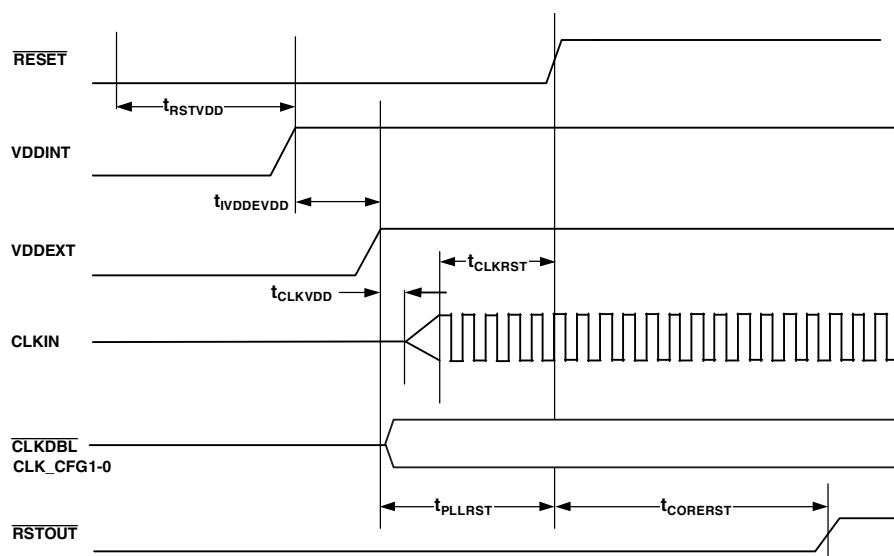 RESET
tRSTVDD
VDDINT
tIVDDEVDD
VDDEXT
tCLKRST
tCLKVDD
CLKIN
CLKDBL
CLK_CFG1-0
tPLLRST
tCORERST
RSTOUT